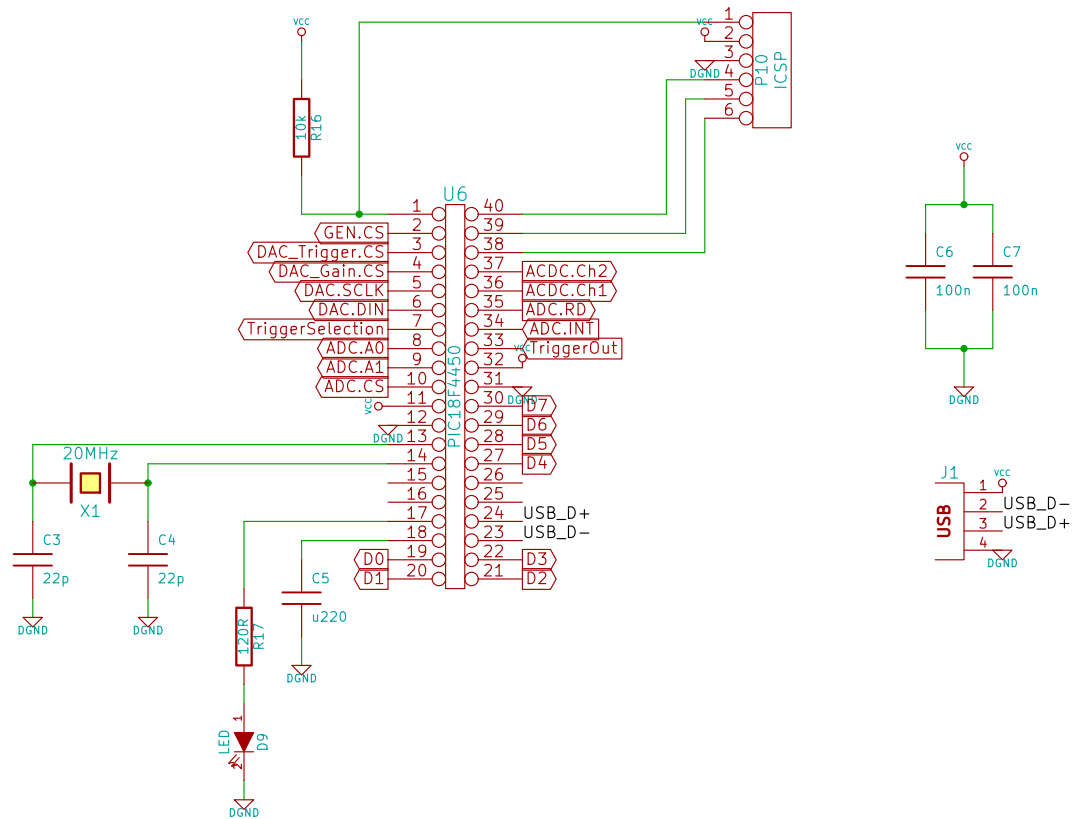 vcc
10k
R16
vcc
DGND
1
2
3
4
5
6
P10
ICSP
U6
PIC18F4450
1
2
3
4
5
6
7
8
9
10
11
12
13
14
15
16
17
18
19
20
40
39
38
37
36
35
34
33
32
31
30
29
28
27
26
25
24
23
22
21
GEN.CS
DAC_Trigger.CS
DAC_Gain.CS
DAC.SCLK
DAC.DIN
TriggerSelection
ADC.A0
ADC.A1
ADC.CS
vcc
DGND
D0
D1
ACDC.Ch2
ACDC.Ch1
ADC.RD
ADC.INT
TriggerOut
vcc
DGND
D7
D6
D5
D4
USB_D+
USB_D-
D3
D2
20MHz
X1
C3
22p
DGND
C4
22p
DGND
C5
u220
DGND
120R
R17
1
LED
D9
2
DGND
vcc
C6
100n
C7
100n
DGND
J1
USB
1
2
3
4
vcc
USB_D-
USB_D+
DGND